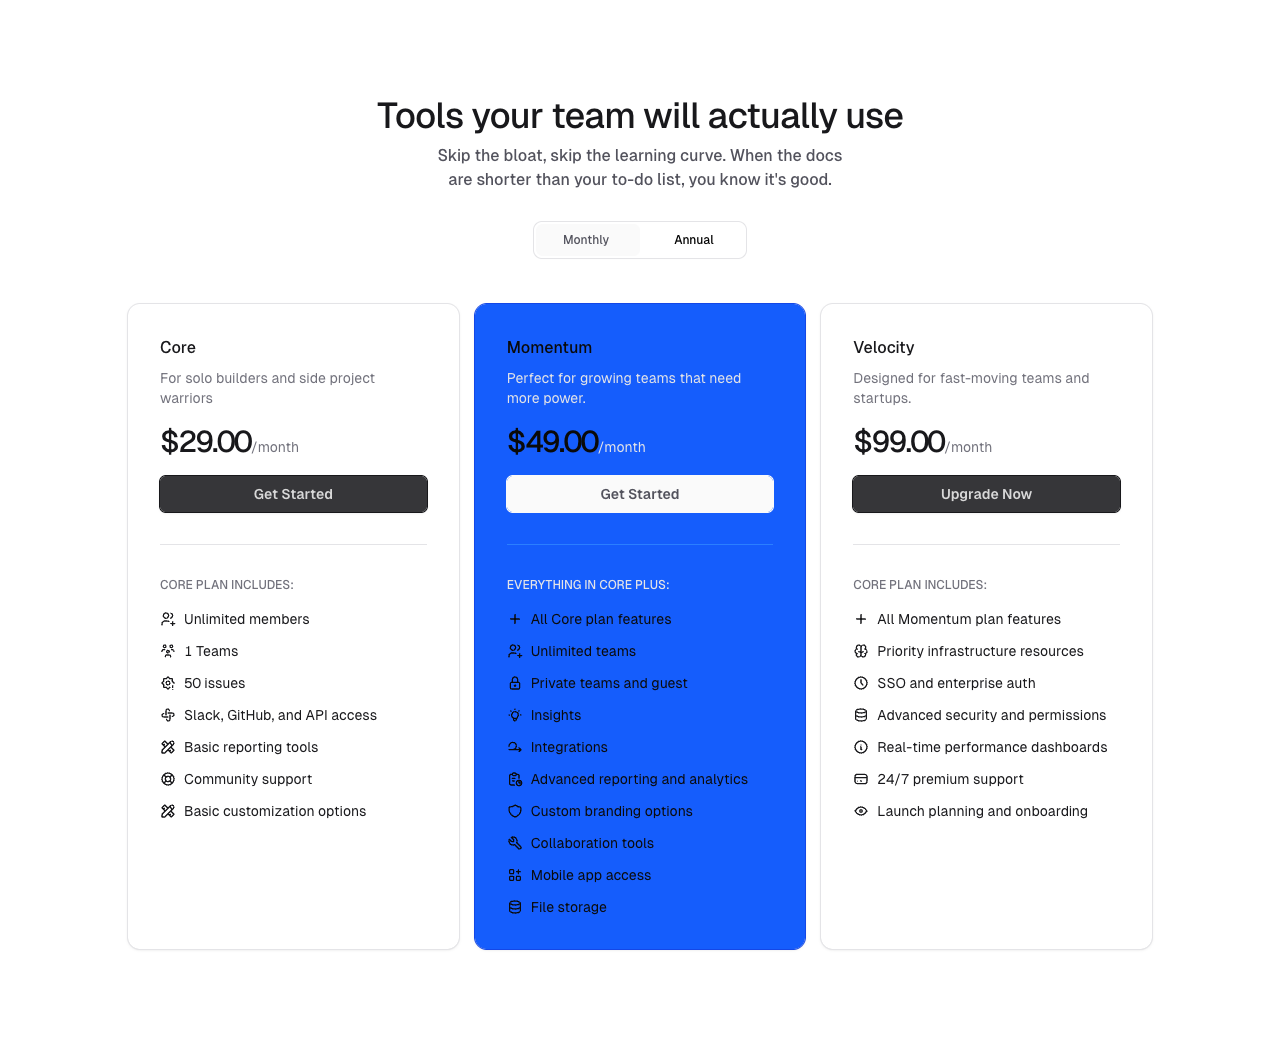 Tools your team will actually use
Skip the bloat, skip the learning curve. When the docs
are shorter than your to-do list, you know it's good.
Monthly
Annual
Core
For solo builders and side project
warriors
$29.00/month
Get Started
CORE PLAN INCLUDES:
Unlimited members
1 Teams
50 issues
Slack, GitHub, and API access
Basic reporting tools
Community support
Basic customization options
Momentum
Perfect for growing teams that need
more power.
$49.00/month
Get Started
EVERYTHING IN CORE PLUS:
All Core plan features
Unlimited teams
Private teams and guest
Insights
Integrations
Advanced reporting and analytics
Custom branding options
Collaboration tools
Mobile app access
File storage
Velocity
Designed for fast-moving teams and
startups.
$99.00/month
Upgrade Now
CORE PLAN INCLUDES:
All Momentum plan features
Priority infrastructure resources
SSO and enterprise auth
Advanced security and permissions
Real-time performance dashboards
24/7 premium support
Launch planning and onboarding